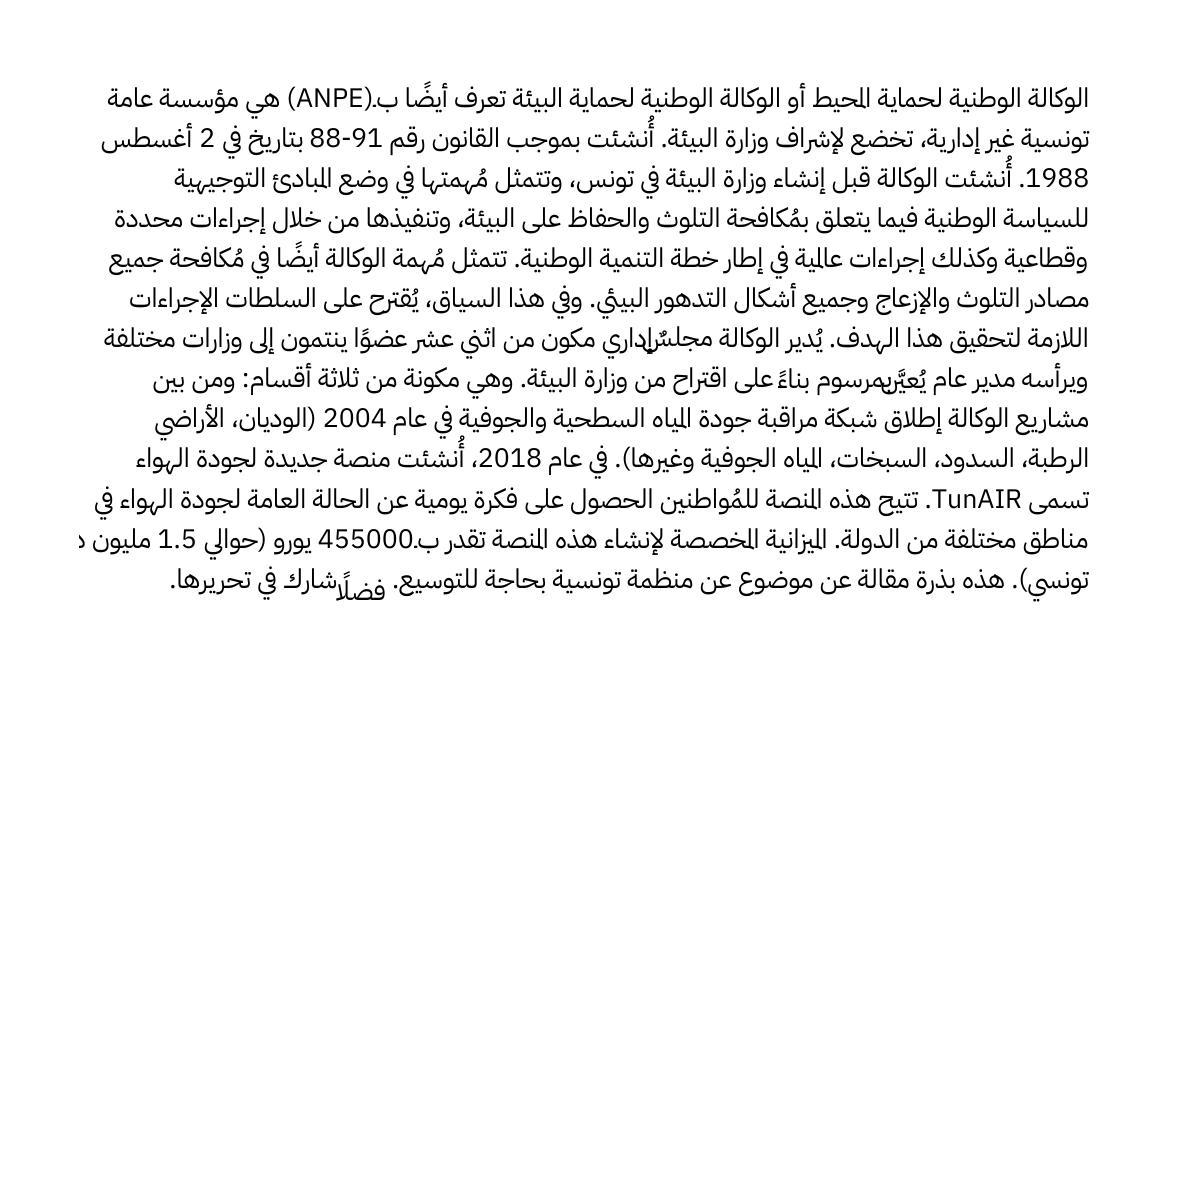 الوكالة الوطنية لحماية المحيط أو الوكالة الوطنية لحماية البيئة تعرف أيضًا بـ(ANPE) هي مؤسسة عامة
تونسية غير إدارية، تخضع لإشراف وزارة البيئة. أُنشئت بموجب القانون رقم 91-88 بتاريخ في 2 أغسطس
1988. أُنشئت الوكالة قبل إنشاء وزارة البيئة في تونس، وتتمثل مُهمتها في وضع المبادئ التوجيهية
للسياسة الوطنية فيما يتعلق بمُكافحة التلوث والحفاظ على البيئة، وتنفيذها من خلال إجراءات محددة
وقطاعية وكذلك إجراءات عالمية في إطار خطة التنمية الوطنية. تتمثل مُهمة الوكالة أيضًا في مُكافحة جميع
مصادر التلوث والإزعاج وجميع أشكال التدهور البيئي. وفي هذا السياق، يُقترح على السلطات الإجراءات
اللازمة لتحقيق هذا الهدف. يُدير الوكالة مجلسٌ إداري مكون من اثني عشر عضوًا ينتمون إلى وزارات مختلفة
ويرأسه مدير عام يُعيَّن بمرسوم بناءً على اقتراح من وزارة البيئة. وهي مكونة من ثلاثة أقسام: ومن بين
مشاريع الوكالة إطلاق شبكة مراقبة جودة المياه السطحية والجوفية في عام 2004 (الوديان، الأراضي
الرطبة، السدود، السبخات، المياه الجوفية وغيرها). في عام 2018، أُنشئت منصة جديدة لجودة الهواء
تسمى TunAIR. تتيح هذه المنصة للمُواطنين الحصول على فكرة يومية عن الحالة العامة لجودة الهواء في
مناطق مختلفة من الدولة. الميزانية المخصصة لإنشاء هذه المنصة تقدر بـ455000 يورو (حوالي 1.5 مليون
تونسي). هذه بذرة مقالة عن موضوع عن منظمة تونسية بحاجة للتوسيع. فضلًا شارك في تحريرها.